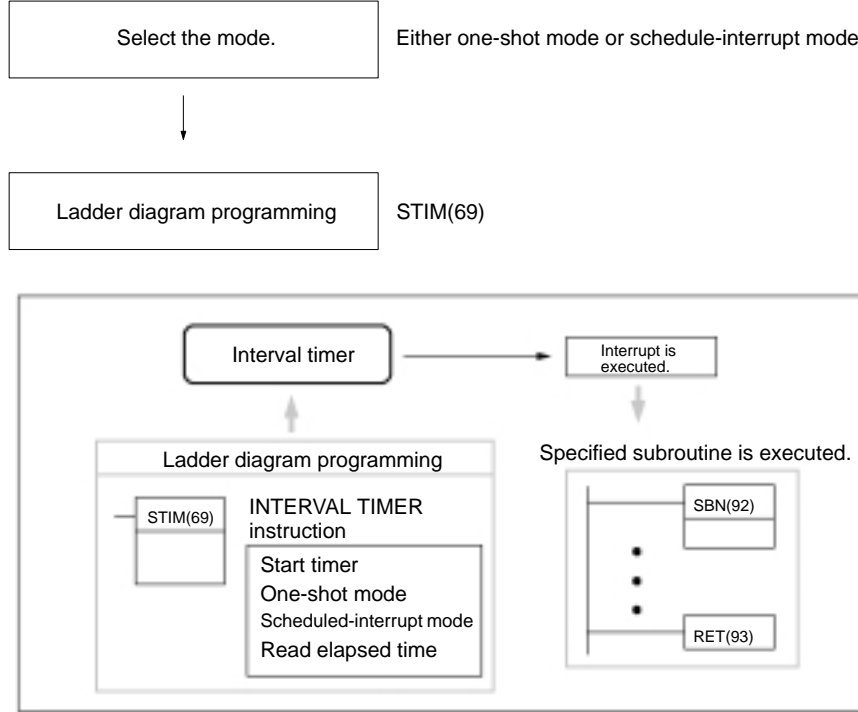 Select the mode.
Either one-shot mode or schedule-interrupt mode
Ladder diagram programming
STIM(69)
Interval timer
Interrupt is
executed.
Ladder diagram programming
STIM(69)
INTERVAL TIMER
instruction
Start timer
One-shot mode
Scheduled-interrupt mode
Read elapsed time
Specified subroutine is executed.
SBN(92)
RET(93)